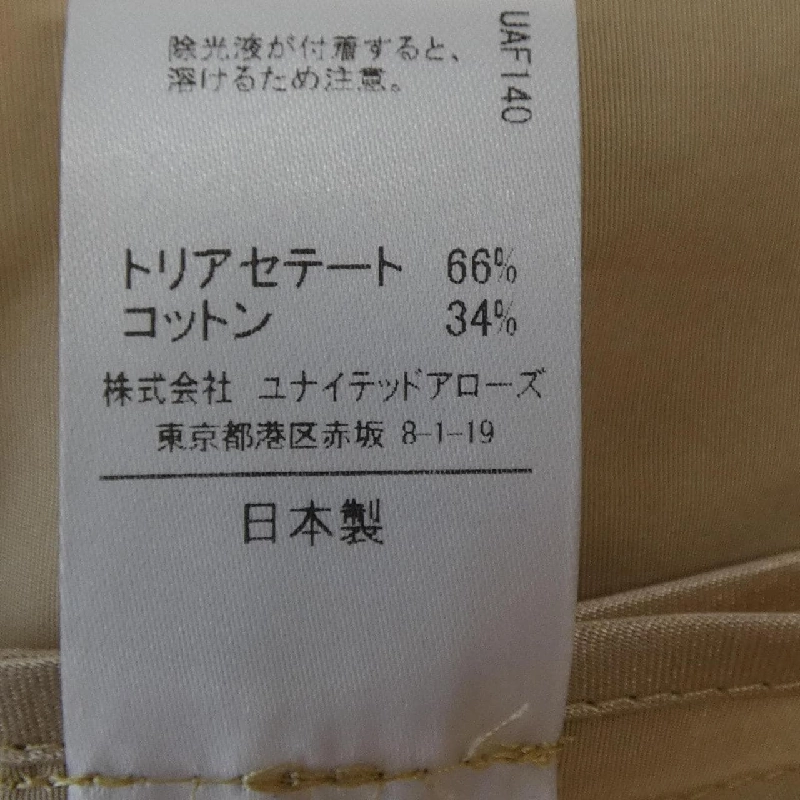 除光液が付着すると、
溶けるため注意。
UAF140
トリアセテート 66%
コットン 34%
株式会社 ユナイテッドアローズ
東京都港区赤坂 8-1-19
日本製